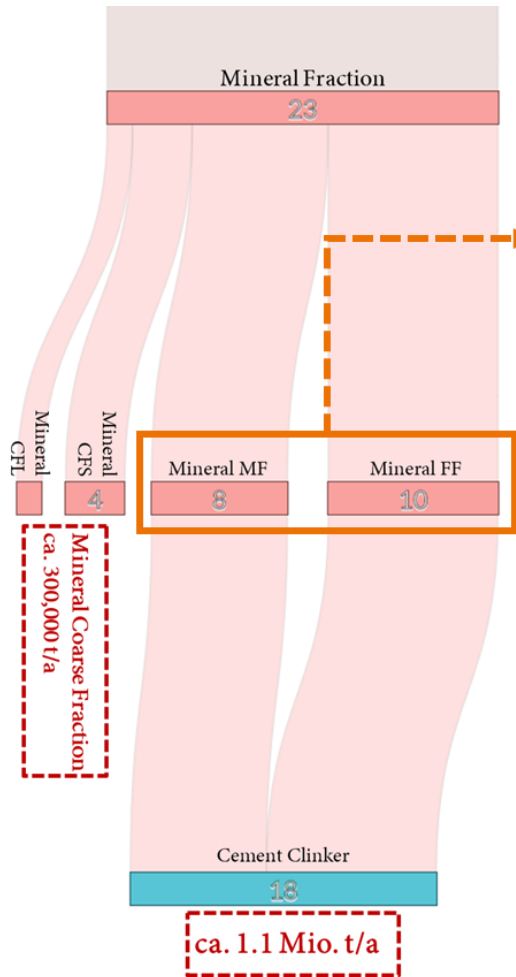 Mineral Fraction
23
Mineral
CFL
Mineral
CFS
4
Mineral MF
8
Mineral FF
10
Mineral Coarse Fraction
ca. 300,000 t/a
Cement Clinker
18
ca. 1.1 Mio. t/a